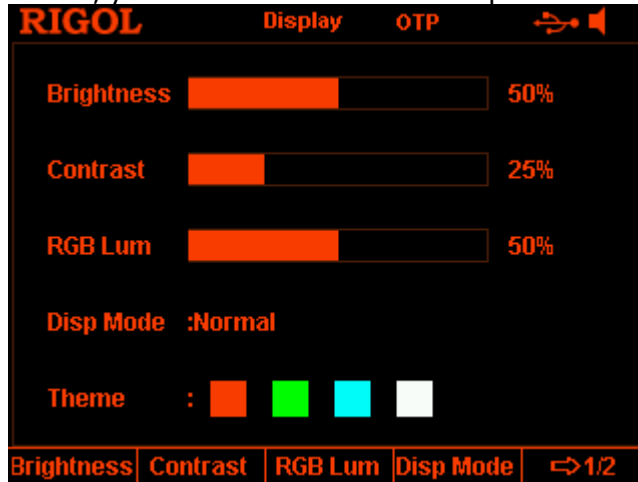 RIGOL Display OTP
Brightness 50%
Contrast 25%
RGB Lum 50%
Disp Mode :Normal
Theme :
Brightness Contrast RGB Lum Disp Mode ⇨1/2